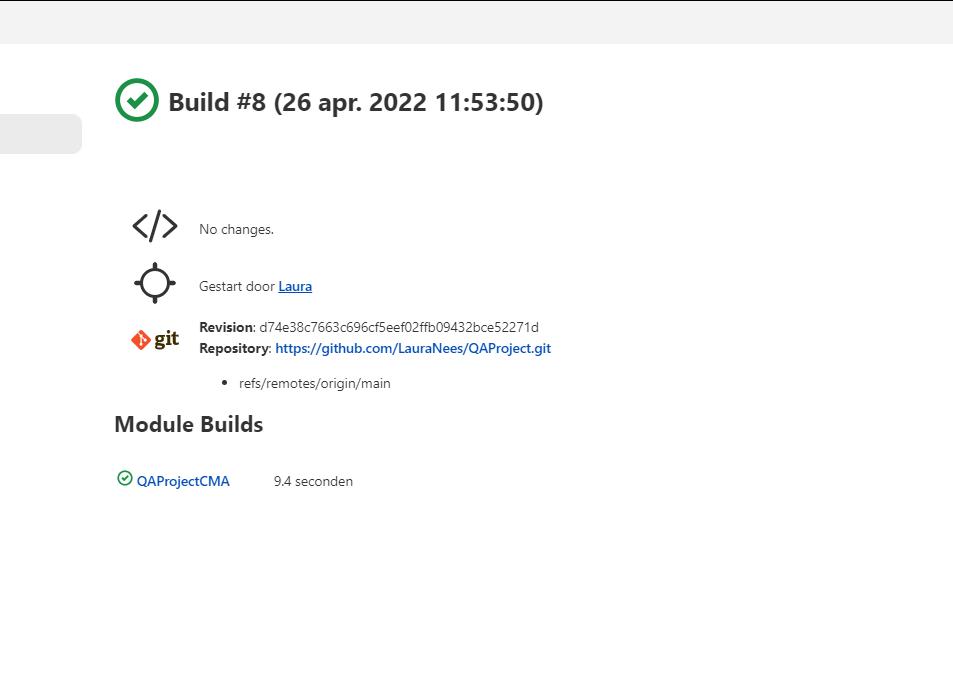 Build #8 (26 apr. 2022 11:53:50)
No changes.
Gestart door Laura
git
Revision: d74e38c7663c696cf5eef02ffb09432bce52271d
Repository: https://github.com/LauraNees/QAProject.git
refs/remotes/origin/main
Module Builds
QAProjectCMA 9.4 seconden